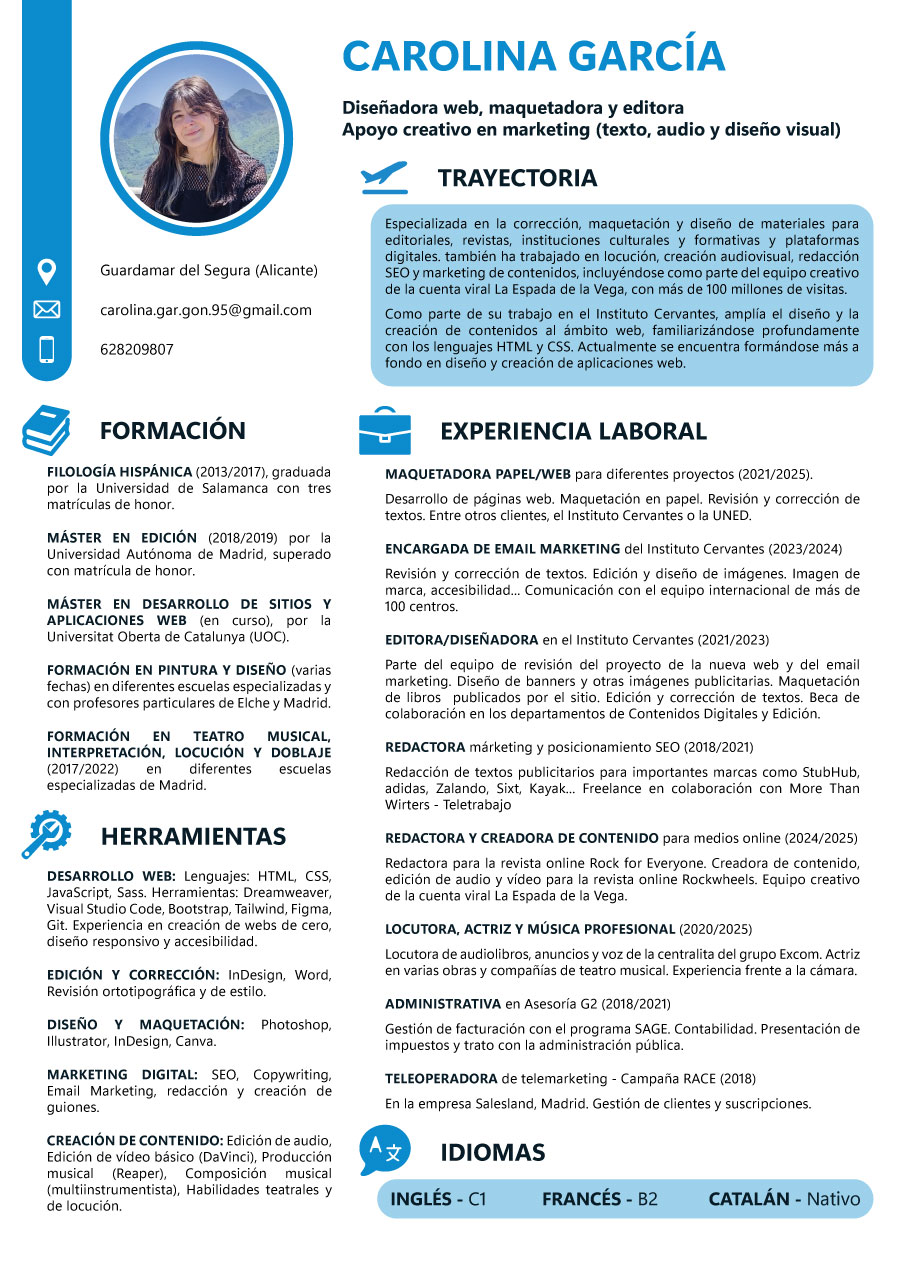 CAROLINA GARCÍA
Diseñadora web, maquetadora y editora
Apoyo creativo en marketing (texto, audio y diseño visual)
Guardamar del Segura (Alicante)
carolina.gar.gon.95@gmail.com
628209807
TRAYECTORIA
Especializada en la corrección, maquetación y diseño de materiales para
editoriales, revistas, instituciones culturales y formativas y plataformas
digitales. también ha trabajado en locución, creación audiovisual, redacción
SEO y marketing de contenidos, incluyéndose como parte del equipo creativo
de la cuenta viral La Espada de la Vega, con más de 100 millones de visitas.
Como parte de su trabajo en el Instituto Cervantes, amplía el diseño y la
creación de contenidos al ámbito web, familiarizándose profundamente
con los lenguajes HTML y CSS. Actualmente se encuentra formándose más a
fondo en diseño y creación de aplicaciones web.
FORMACIÓN
FILOLOGÍA HISPÁNICA (2013/2017), graduada
por la Universidad de Salamanca con tres
matrículas de honor.
MÁSTER EN EDICIÓN (2018/2019) por la
Universidad Autónoma de Madrid, superado
con matrícula de honor.
MÁSTER EN DESARROLLO DE SITIOS Y
APLICACIONES WEB (en curso), por la
Universitat Oberta de Catalunya (UOC).
FORMACIÓN EN PINTURA Y DISEÑO (varias
fechas) en diferentes escuelas especializadas y
con profesores particulares de Elche y Madrid.
FORMACIÓN EN TEATRO MUSICAL,
INTERPRETACIÓN, LOCUCIÓN Y DOBLAJE
(2017/2022) en diferentes escuelas
especializadas de Madrid.
HERRAMIENTAS
DESARROLLO WEB: Lenguajes: HTML, CSS,
JavaScript, Sass. Herramientas: Dreamweaver,
Visual Studio Code, Bootstrap, Tailwind, Figma,
Git. Experiencia en creación de webs de cero,
diseño responsivo y accesibilidad.
EDICIÓN Y CORRECCIÓN: InDesign, Word,
Revisión ortotipográfica y de estilo.
DISEÑO Y MAQUETACIÓN: Photoshop,
Illustrator, InDesign, Canva.
MARKETING DIGITAL: SEO, Copywriting,
Email Marketing, redacción y creación de
guiones.
CREACIÓN DE CONTENIDO: Edición de audio,
Edición de vídeo básico (DaVinci), Producción
musical (Reaper), Composición musical
(multiinstrumentista), Habilidades teatrales y
de locución.
EXPERIENCIA LABORAL
MAQUETADORA PAPEL/WEB para diferentes proyectos (2021/2025).
Desarrollo de páginas web. Maquetación en papel. Revisión y corrección de
textos. Entre otros clientes, el Instituto Cervantes o la UNED.
ENCARGADA DE EMAIL MARKETING del Instituto Cervantes (2023/2024)
Revisión y corrección de textos. Edición y diseño de imágenes. Imagen de
marca, accesibilidad... Comunicación con el equipo internacional de más de
100 centros.
EDITORA/DISEÑADORA en el Instituto Cervantes (2021/2023)
Parte del equipo de revisión del proyecto de la nueva web y del email
marketing. Diseño de banners y otras imágenes publicitarias. Maquetación
de libros publicados por el sitio. Edición y corrección de textos. Beca de
colaboración en los departamentos de Contenidos Digitales y Edición.
REDACTORA márketing y posicionamiento SEO (2018/2021)
Redacción de textos publicitarios para importantes marcas como StubHub,
adidas, Zalando, Sixt, Kayak... Freelance en colaboración con More Than
Wirters - Teletrabajo
REDACTORA Y CREADORA DE CONTENIDO para medios online (2024/2025)
Redactora para la revista online Rock for Everyone. Creadora de contenido,
edición de audio y vídeo para la revista online Rockwheels. Equipo creativo
de la cuenta viral La Espada de la Vega.
LOCUTORA, ACTRIZ Y MÚSICA PROFESIONAL (2020/2025)
Locutora de audiolibros, anuncios y voz de la centralita del grupo Excom. Actriz
en varias obras y compañías de teatro musical. Experiencia frente a la cámara.
ADMINISTRATIVA en Asesoría G2 (2018/2021)
Gestión de facturación con el programa SAGE. Contabilidad. Presentación de
impuestos y trato con la administración pública.
TELEOPERADORA de telemarketing - Campaña RACE (2018)
En la empresa Salesland, Madrid. Gestión de clientes y suscripciones.
A 文
IDIOMAS
INGLÉS - C1 FRANCÉS - B2 CATALÁN - Nativo